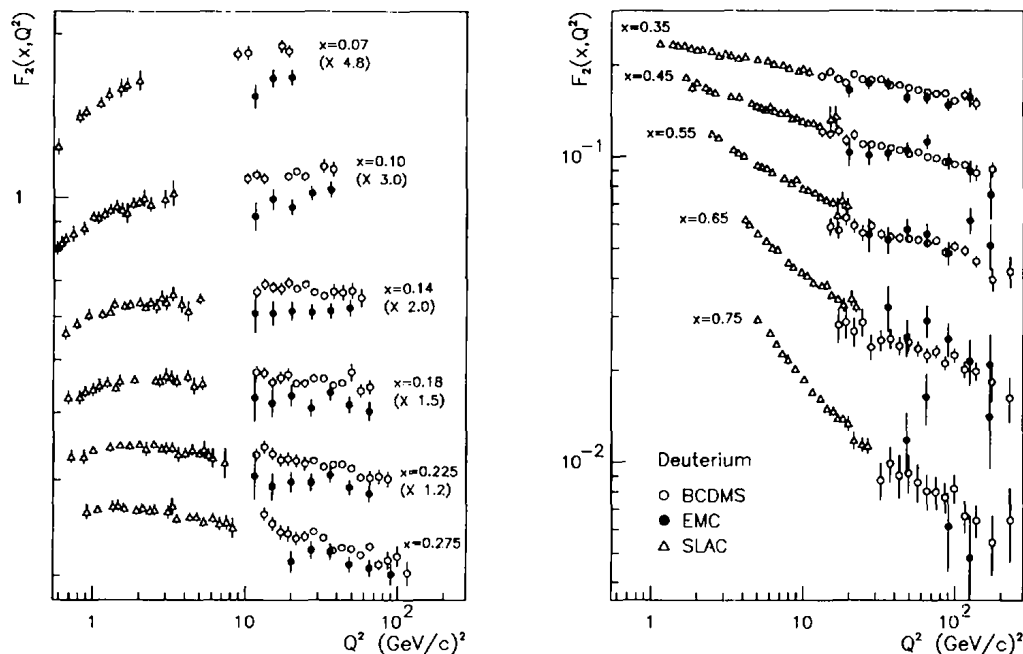 F₂(x,Q²)
1
x=0.07
(X 4.8)
x=0.10
(X 3.0)
x=0.14
(X 2.0)
x=0.18
(X 1.5)
x=0.225
(X 1.2)
x=0.275
1
10
10²
Q² (GeV/c)²
F₂(x,Q²)
x=0.35
x=0.45
10⁻¹
x=0.55
x=0.65
x=0.75
10⁻²
Deuterium
○ BCDMS
● EMC
△ SLAC
1
10
10²
Q² (GeV/c)²